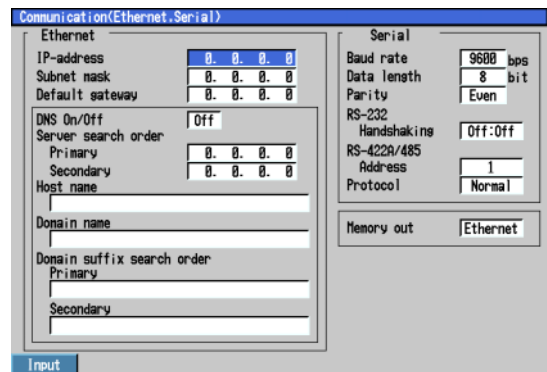 Communication(Ethernet.Serial)
Ethernet
IP-address 0. 0. 0. 0
Subnet mask 0. 0. 0. 0
Default gateway 0. 0. 0. 0
DNS On/Off Off
Server search order
Primary 0. 0. 0. 0
Secondary 0. 0. 0. 0
Host name
Domain name
Domain suffix search order
Primary
Secondary
Serial
Baud rate 9600 bps
Data length 8 bit
Parity Even
RS-232
Handshaking Off:Off
RS-422A/485
Address 1
Protocol Normal
Memory out Ethernet
Input